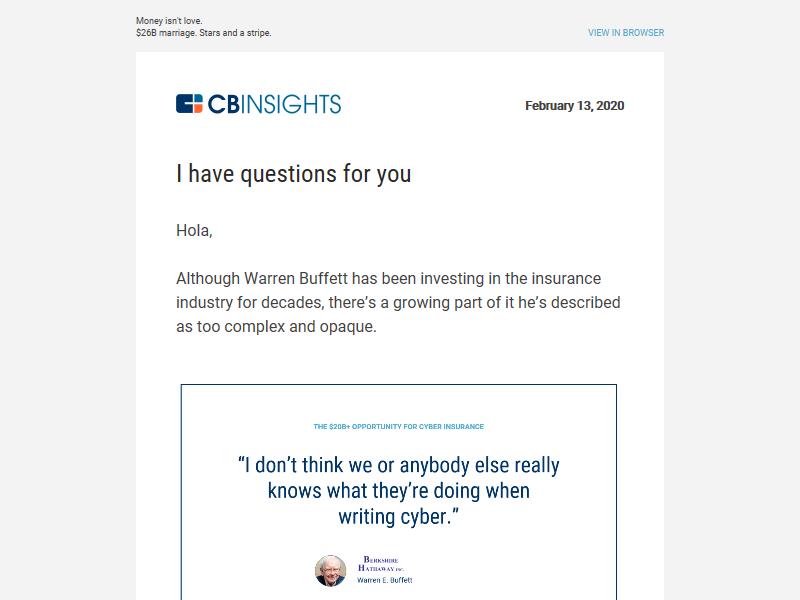 Money isn't love.
$26B marriage. Stars and a stripe.
VIEW IN BROWSER
CBINSIGHTS
February 13, 2020
I have questions for you
Hola,
Although Warren Buffett has been investing in the insurance
industry for decades, there’s a growing part of it he’s described
as too complex and opaque.
THE $20B+ OPPORTUNITY FOR CYBER INSURANCE
“I don’t think we or anybody else really
knows what they’re doing when
writing cyber.”
BERKSHIRE
HATHAWAY INC.
Warren E. Buffett